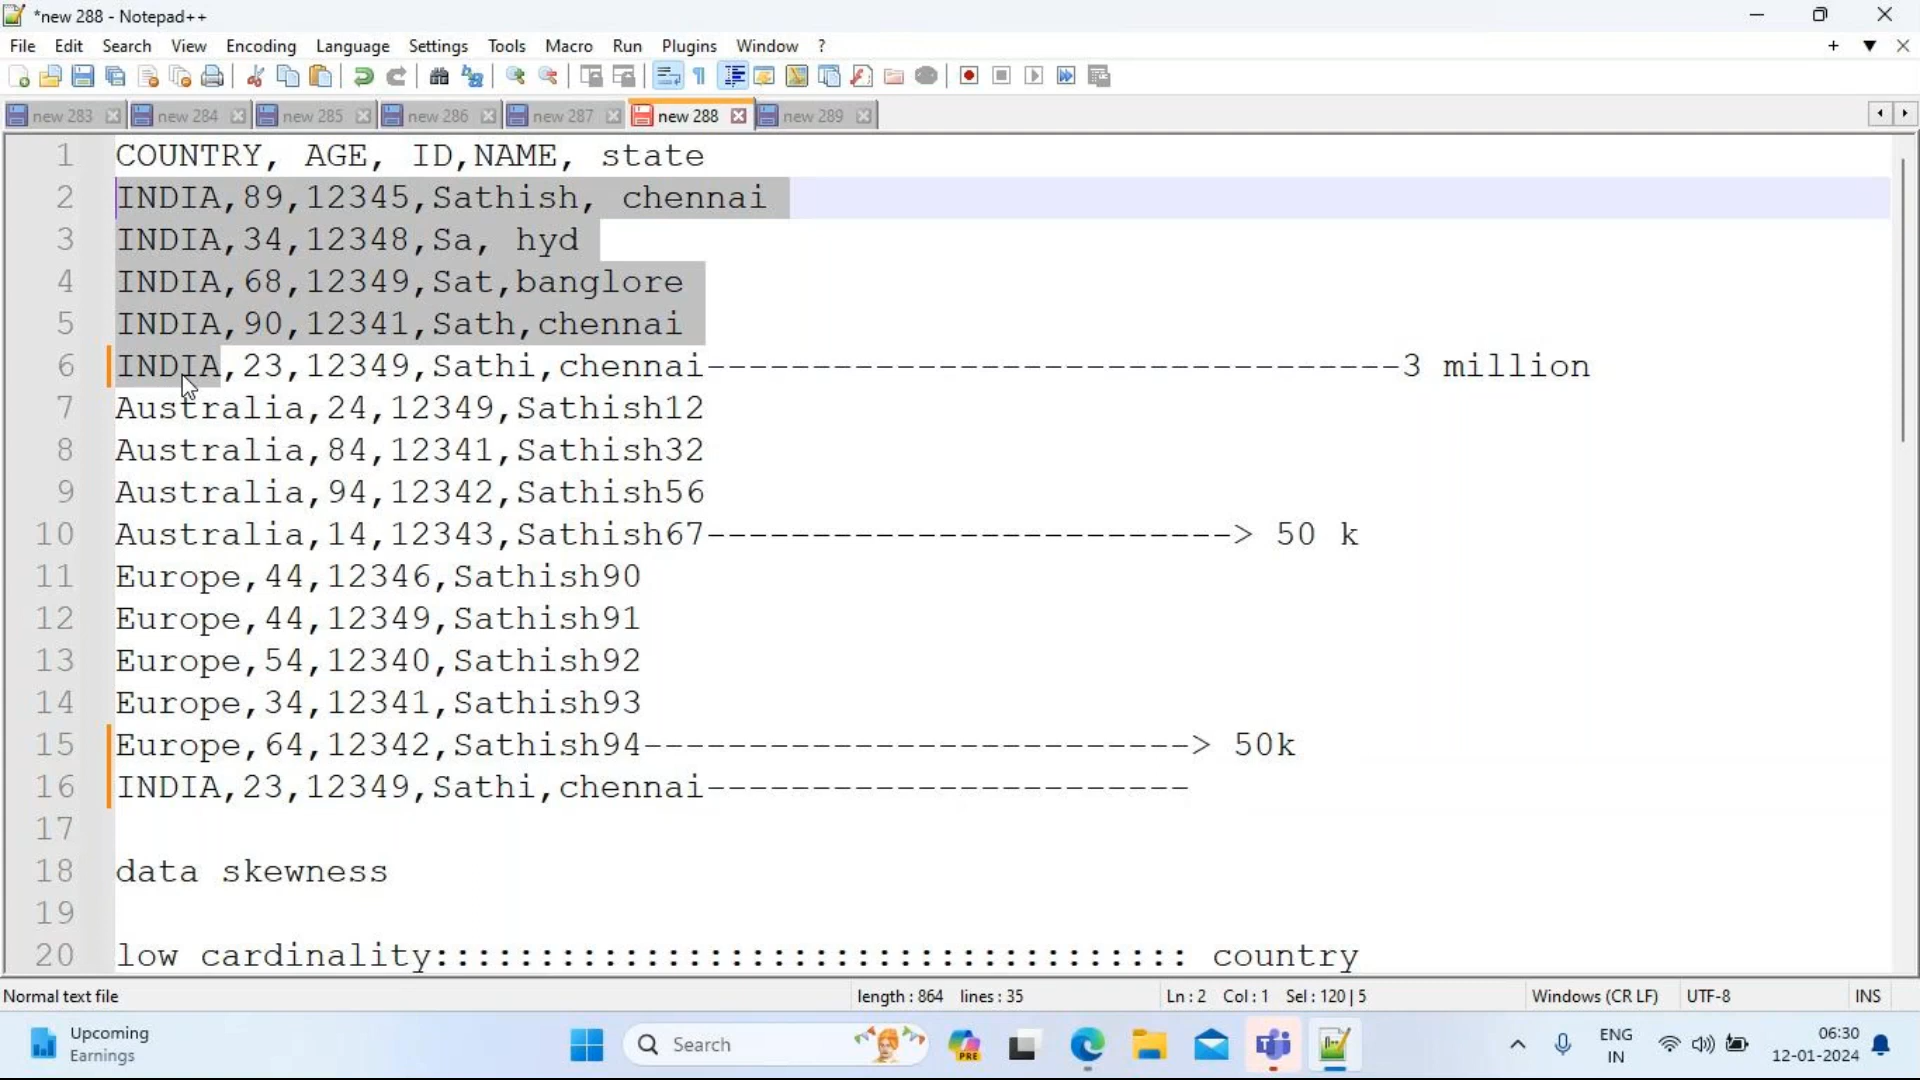 *new 288 - Notepad++
File Edit Search View Encoding Language Settings Tools Macro Run Plugins Window ?
new 283 new 284 new 285 new 286 new 287 new 288 new 289
1 COUNTRY, AGE, ID,NAME, state
2 INDIA,89,12345,Sathish, chennai
3 INDIA,34,12348,Sa, hyd
4 INDIA,68,12349,Sat,banglore
5 INDIA,90,12341,Sath,chennai
6 INDIA,23,12349,Sathi,chennai---------------------------------3 million
7 Australia,24,12349,Sathish12
8 Australia,84,12341,Sathish32
9 Australia,94,12342,Sathish56
10 Australia,14,12343,Sathish67-------------------------> 50 k
11 Europe,44,12346,Sathish90
12 Europe,44,12349,Sathish91
13 Europe,54,12340,Sathish92
14 Europe,34,12341,Sathish93
15 Europe,64,12342,Sathish94--------------------------> 50k
16 INDIA,23,12349,Sathi,chennai-----------------------
17
18 data skewness
19
20 low cardinality:::::::::::::::::::::::::::::::::::: country
Normal text file length : 864 lines : 35 Ln : 2 Col : 1 Sel : 120 | 5 Windows (CR LF) UTF-8 INS
Upcoming
Earnings
Search
PRE
ENG
IN
06:30
12-01-2024